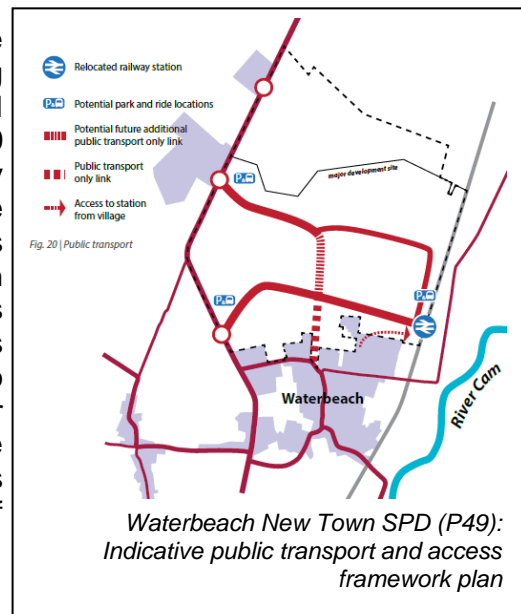 Relocated railway station
P&
Potential park and ride locations
Potential future additional
public transport only link
Public transport
only link
Access to station
from village
Fig. 20 | Public transport
major development site
P&
P&
P&
Waterbeach
River Cam
Waterbeach New Town SPD (P49):
Indicative public transport and access
framework plan